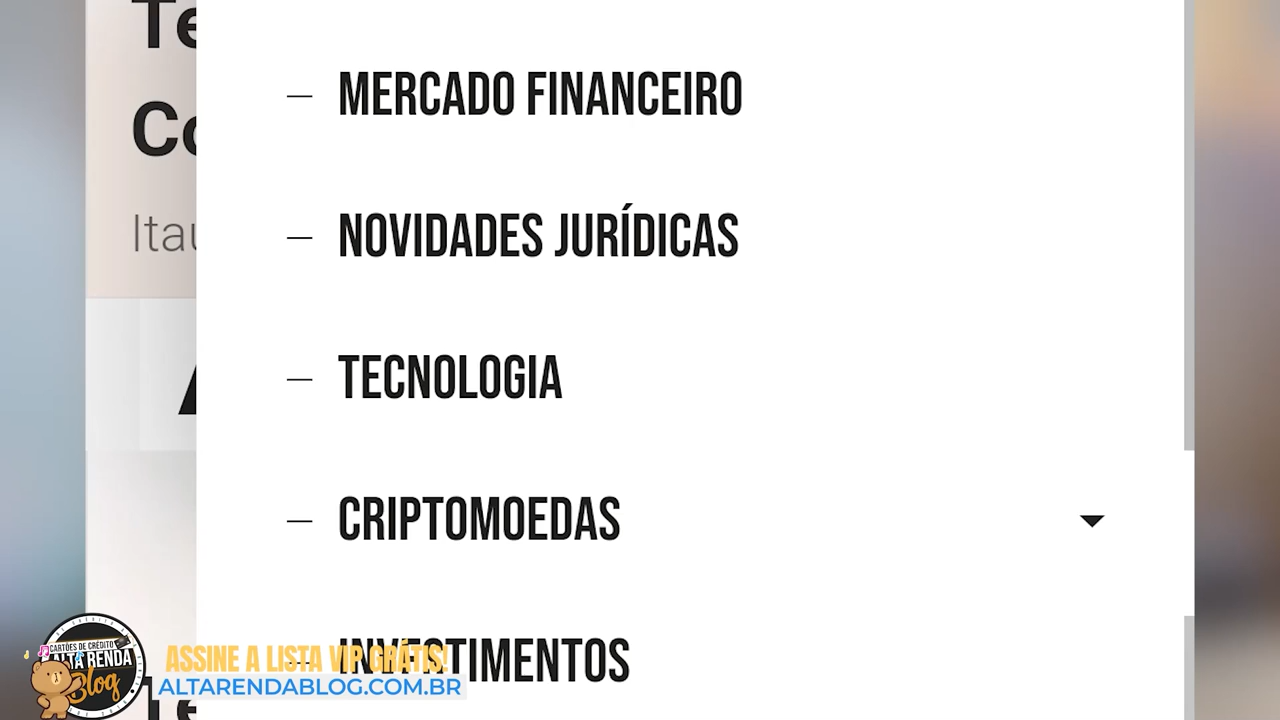 MERCADO FINANCEIRO
NOVIDADES JURÍDICAS
Itaú
TECNOLOGIA
CRIPTOMOEDAS
INVESTIMENTOS
CARTÕES DE CRÉDITO
ALTA RENDA
Blog
ASSINE A LISTA VIP GRÁTIS!
ALTARENDABLOG.COM.BR